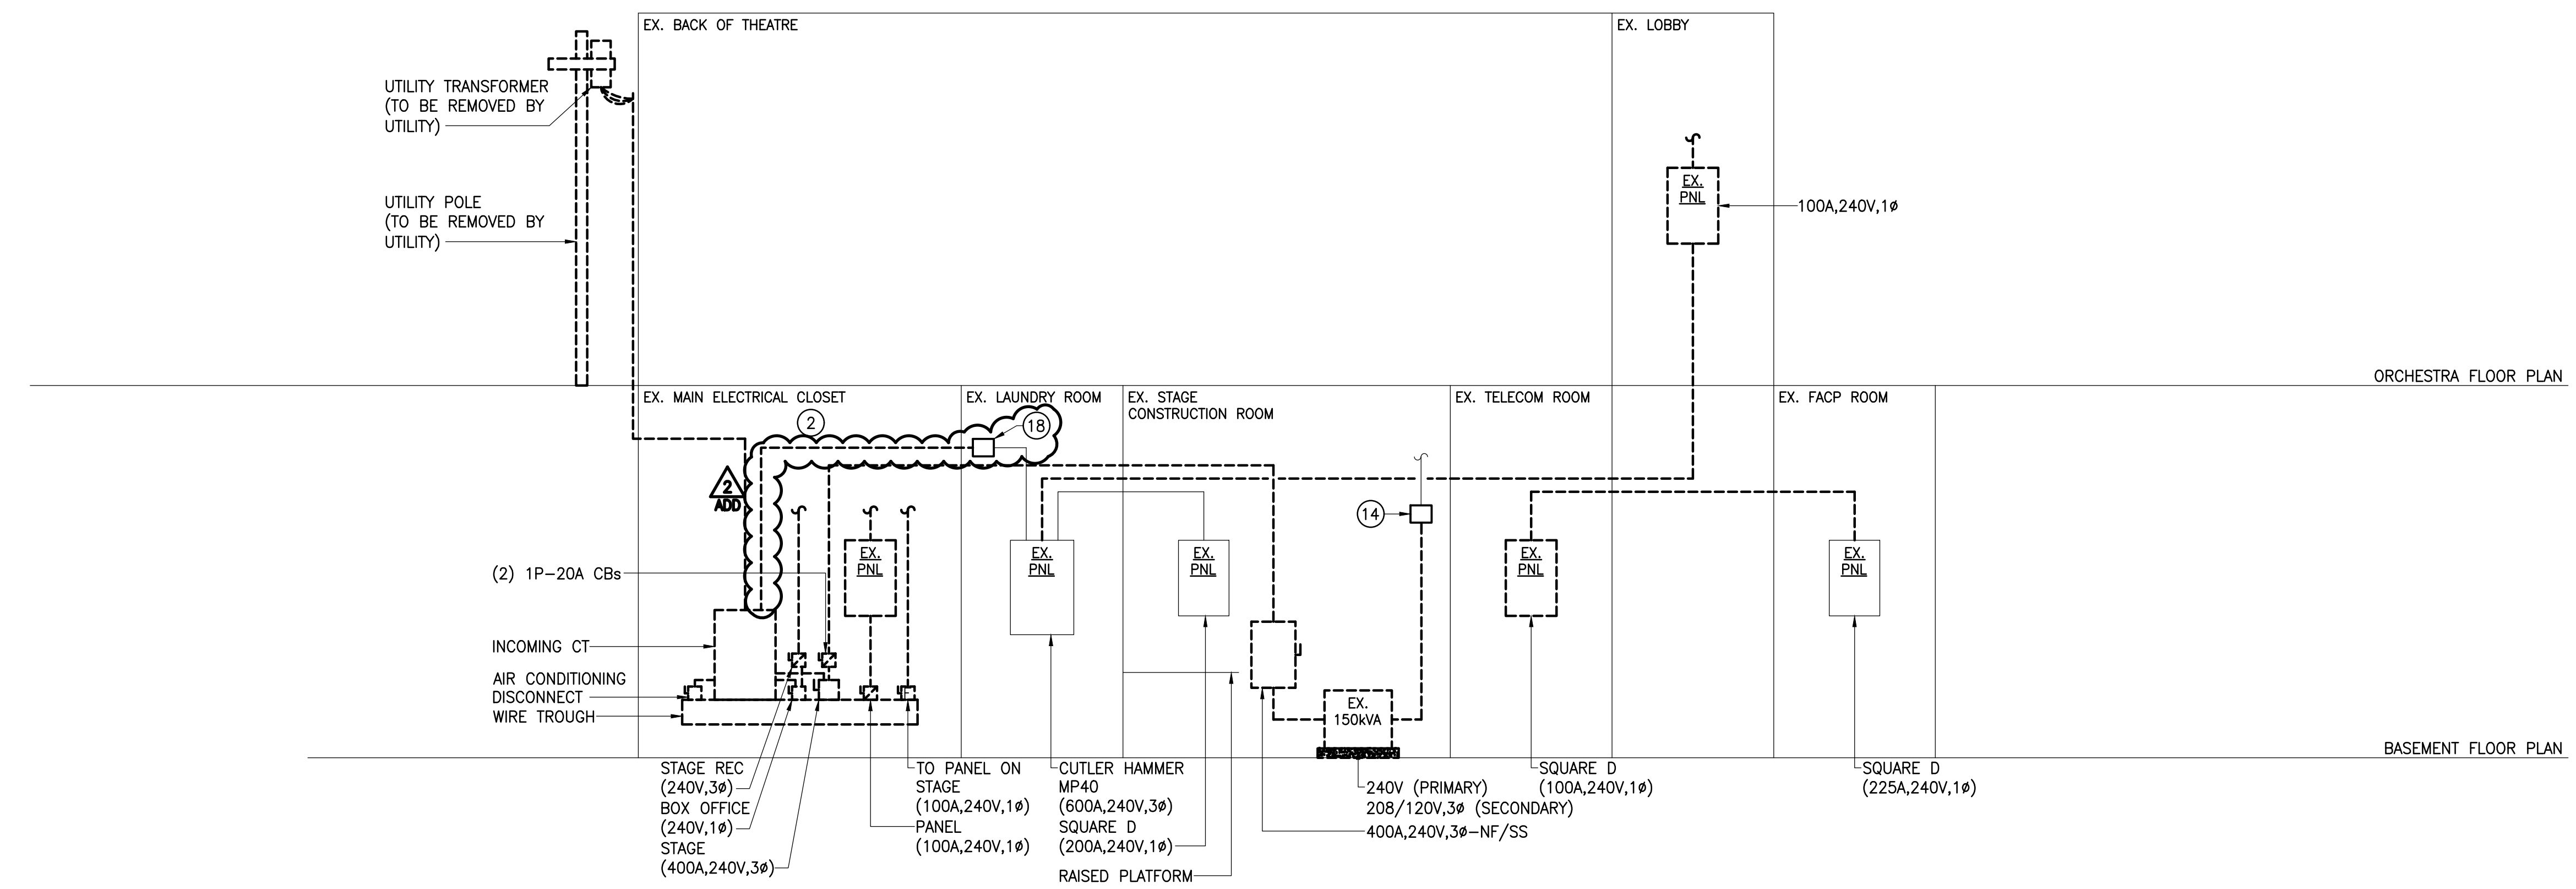 EX. BACK OF THEATRE
EX. LOBBY
UTILITY TRANSFORMER
(TO BE REMOVED BY
UTILITY)
UTILITY POLE
(TO BE REMOVED BY
UTILITY)
EX.
PNL
100A,240V,1ø
ORCHESTRA FLOOR PLAN
EX. MAIN ELECTRICAL CLOSET
EX. LAUNDRY ROOM
EX. STAGE
CONSTRUCTION ROOM
EX. TELECOM ROOM
EX. FACP ROOM
2
18
2
ADD
14
(2) 1P-20A CBs
EX.
PNL
EX.
PNL
EX.
PNL
EX.
PNL
EX.
PNL
INCOMING CT
AIR CONDITIONING
DISCONNECT
WIRE TROUGH
EX.
150kVA
BASEMENT FLOOR PLAN
STAGE REC
(240V,3ø)
BOX OFFICE
(240V,1ø)
STAGE
(400A,240V,3ø)
TO PANEL ON
STAGE
(100A,240V,1ø)
PANEL
(100A,240V,1ø)
CUTLER HAMMER
MP40
(600A,240V,3ø)
SQUARE D
(200A,240V,1ø)
RAISED PLATFORM
240V (PRIMARY)
208/120V,3ø (SECONDARY)
400A,240V,3ø-NF/SS
SQUARE D
(100A,240V,1ø)
SQUARE D
(225A,240V,1ø)